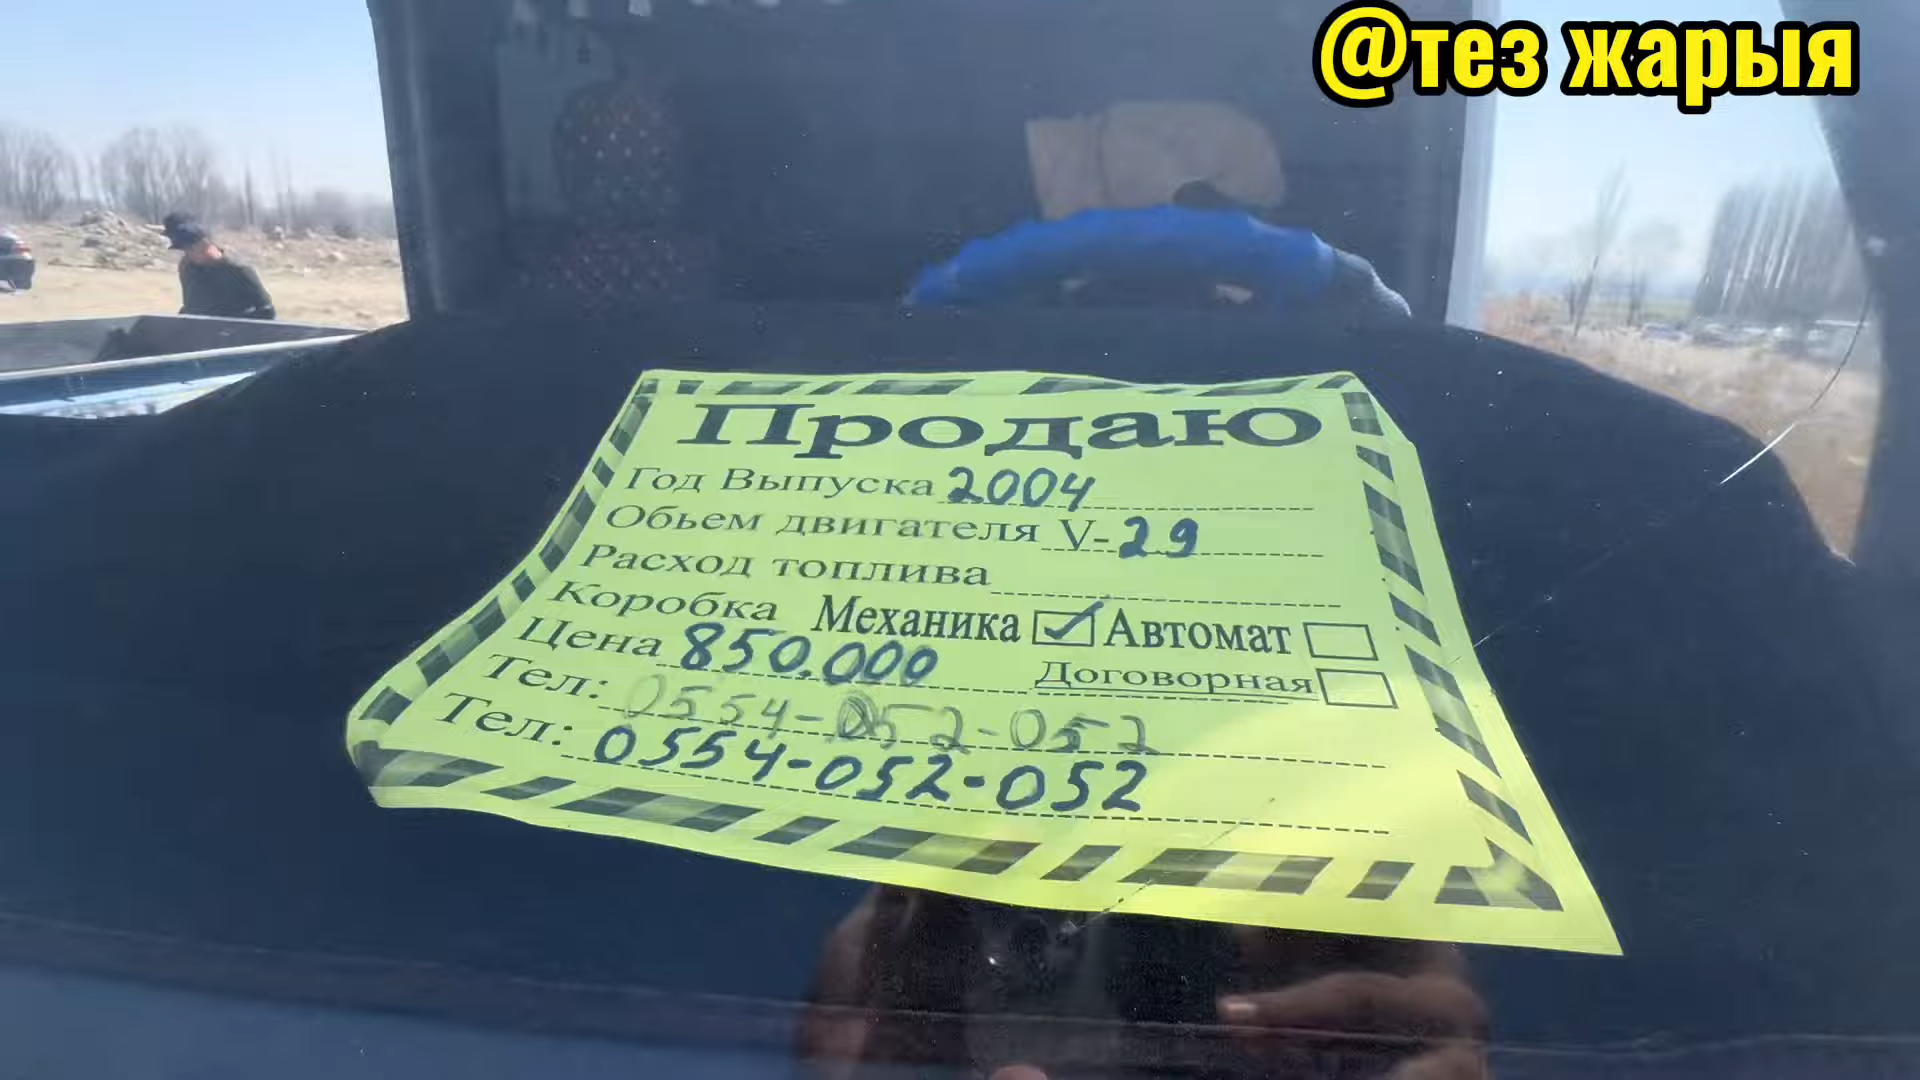 @тез жарыя
Продаю
Год Выпуска 2004
Обьем двигателя V-2.9
Расход топлива
Коробка Механика Автомат
Цена 850.000 Договорная
Тел: 0554-052-052
Тел: 0554-052-052